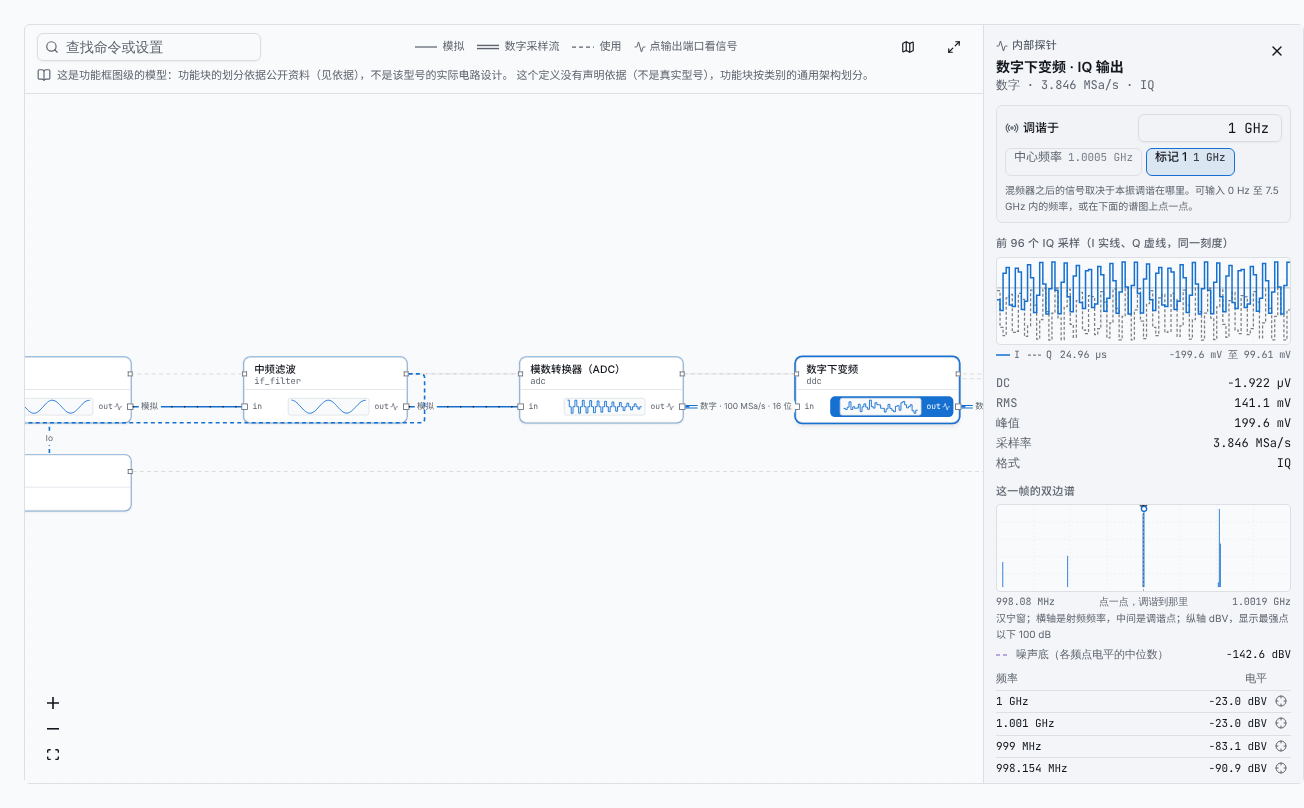 查找命令或设置
模拟
数字采样流
使用
点输出端口看信号
这是功能框图级的模型：功能块的划分依据公开资料（见依据），不是该型号的实际电路设计。 这个定义没有声明依据（不是真实型号），功能块按类别的通用架构划分。
out
模拟
lo
中频滤波
if_filter
in
out
模拟
模数转换器（ADC）
adc
in
out
数字 · 100 MSa/s · 16 位
数字下变频
ddc
in
out
数
内部探针
数字下变频 · IQ 输出
数字 · 3.846 MSa/s · IQ
调谐于
1 GHz
中心频率 1.0005 GHz
标记 1 1 GHz
混频器之后的信号取决于本振调谐在哪里。可输入 0 Hz 至 7.5
GHz 内的频率，或在下面的谱图上点一点。
前 96 个 IQ 采样（I 实线、Q 虚线，同一刻度）
I Q 24.96 µs
-199.6 mV 至 99.61 mV
DC -1.922 µV
RMS 141.1 mV
峰值 199.6 mV
采样率 3.846 MSa/s
格式 IQ
这一帧的双边谱
998.08 MHz 点一点，调谐到那里 1.0019 GHz
汉宁窗；横轴是射频频率，中间是调谐点；纵轴 dBV，显示最强点
以下 100 dB
噪声底（各频点电平的中位数） -142.6 dBV
频率 电平
1 GHz -23.0 dBV
1.001 GHz -23.0 dBV
999 MHz -83.1 dBV
998.154 MHz -90.9 dBV